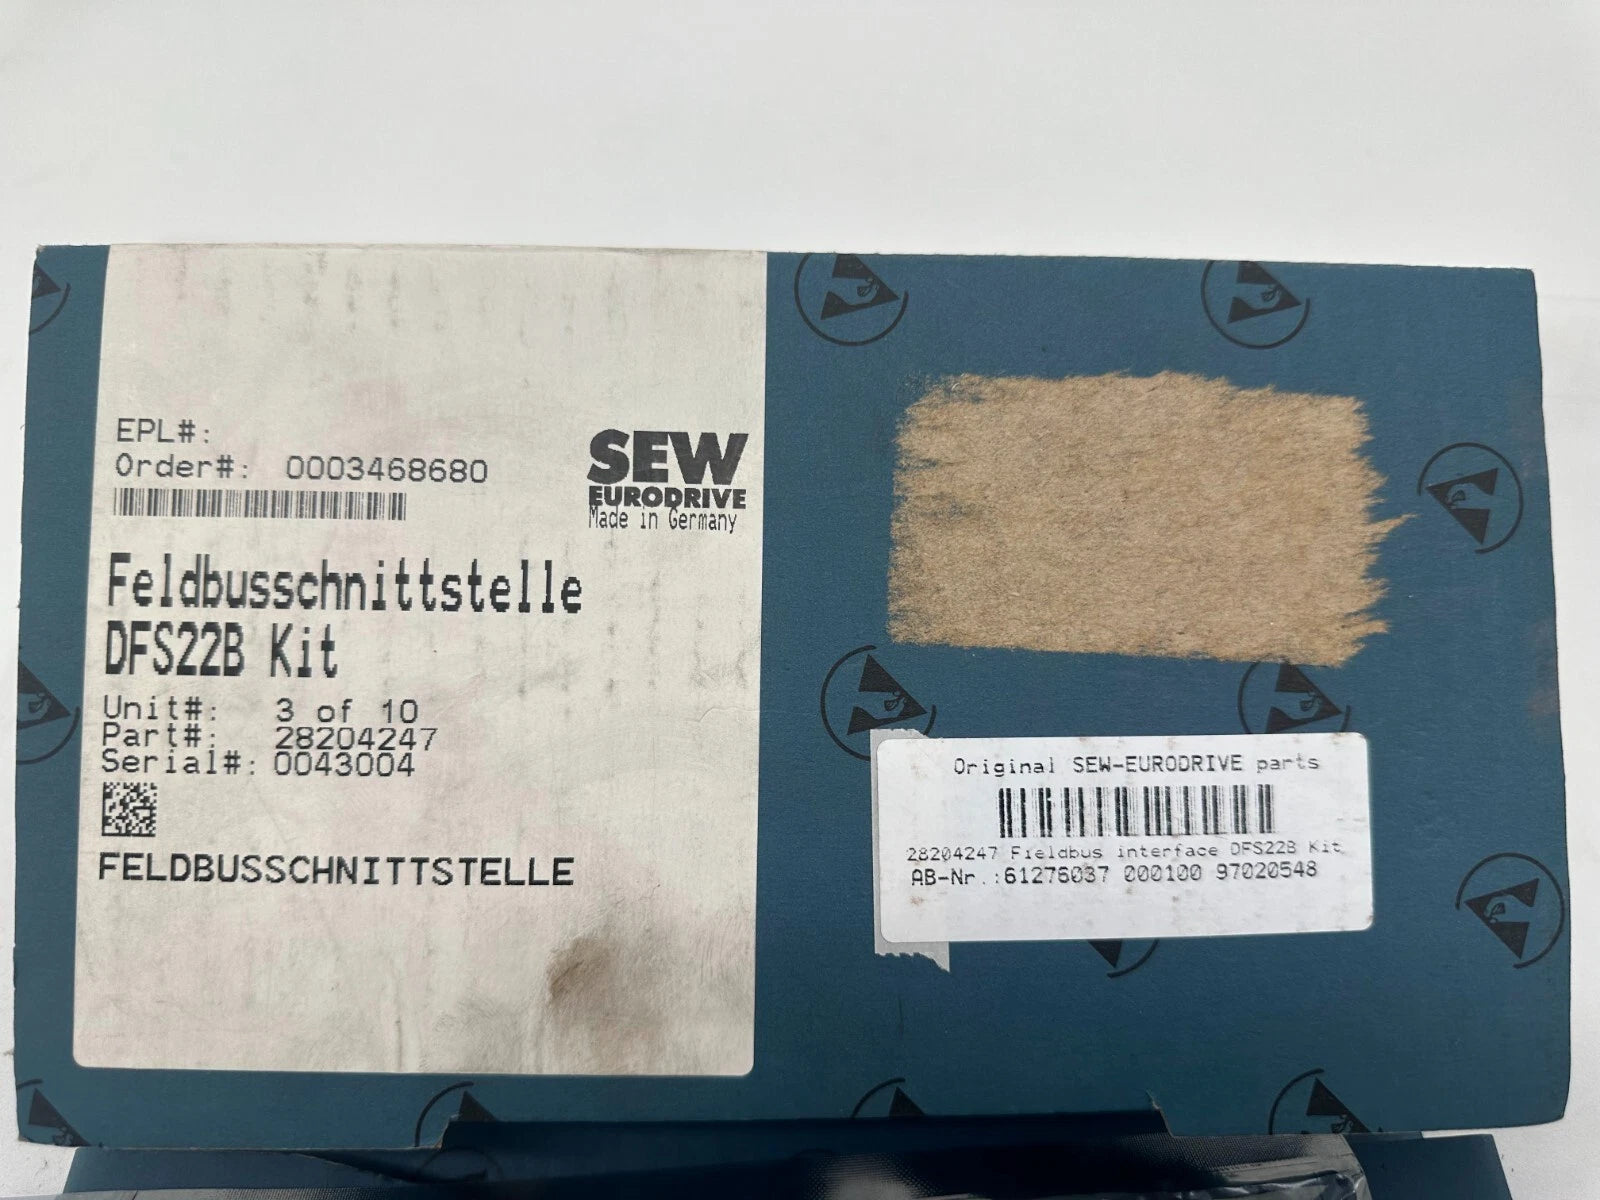 EPL#:
Order#: 0003468680
SEW
EURODRIVE
Made in Germany
Feldbusschnittstelle
DFS22B Kit
Unit#: 3 of 10
Part#: 28204247
Serial#: 0043004
FELDBUSSCHNITTSTELLE
Original SEW-EURODRIVE parts
28204247 Fieldbus interface DFS22B Kit
AB-Nr.:61276037 000100 97020548